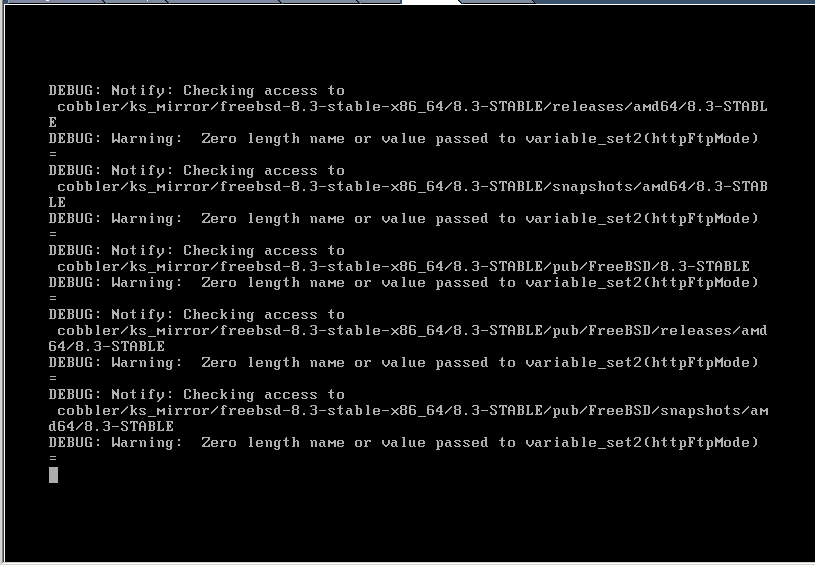 DEBUG: Notify: Checking access to
cobbler/ks_mirror/freebsd-8.3-stable-x86_64/8.3-STABLE/releases/amd64/8.3-STABL
E
DEBUG: Warning:  Zero length name or value passed to variable_set2(httpFtpMode)
=
DEBUG: Notify: Checking access to
cobbler/ks_mirror/freebsd-8.3-stable-x86_64/8.3-STABLE/snapshots/amd64/8.3-STAB
LE
DEBUG: Warning:  Zero length name or value passed to variable_set2(httpFtpMode)
=
DEBUG: Notify: Checking access to
cobbler/ks_mirror/freebsd-8.3-stable-x86_64/8.3-STABLE/pub/FreeBSD/8.3-STABLE
DEBUG: Warning:  Zero length name or value passed to variable_set2(httpFtpMode)
=
DEBUG: Notify: Checking access to
cobbler/ks_mirror/freebsd-8.3-stable-x86_64/8.3-STABLE/pub/FreeBSD/releases/amd
64/8.3-STABLE
DEBUG: Warning:  Zero length name or value passed to variable_set2(httpFtpMode)
=
DEBUG: Notify: Checking access to
cobbler/ks_mirror/freebsd-8.3-stable-x86_64/8.3-STABLE/pub/FreeBSD/snapshots/am
d64/8.3-STABLE
DEBUG: Warning:  Zero length name or value passed to variable_set2(httpFtpMode)
=